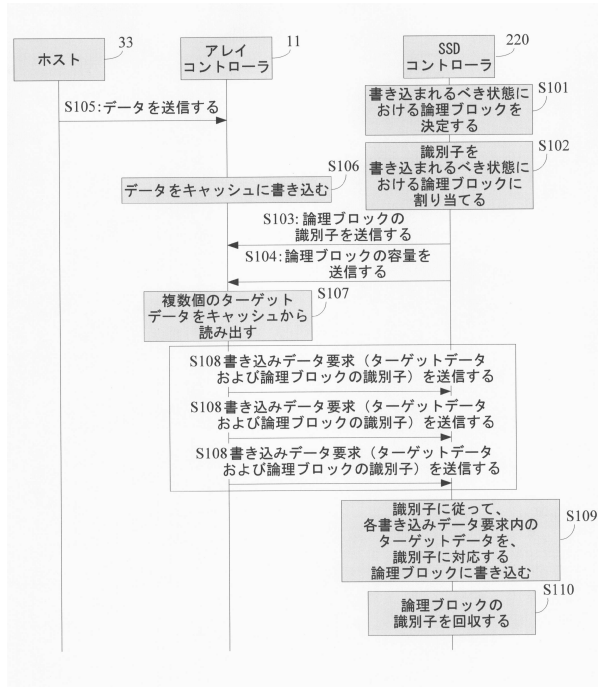 33
ホスト
11
アレイ
コントローラ
220
SSD
コントローラ
S101
書き込まれるべき状態に
おける論理ブロックを
決定する
S105:データを送信する
S102
識別子を
書き込まれるべき状態に
おける論理ブロックに
割り当てる
S106
データをキャッシュに書き込む
S103:論理ブロックの
識別子を送信する
S104:論理ブロックの容量を
送信する
S107
複数個のターゲット
データをキャッシュから
読み出す
S108書き込みデータ要求（ターゲットデータ
および論理ブロックの識別子）を送信する
S108書き込みデータ要求（ターゲットデータ
および論理ブロックの識別子）を送信する
S108書き込みデータ要求（ターゲットデータ
および論理ブロックの識別子）を送信する
S109
識別子に従って、
各書き込みデータ要求内の
ターゲットデータを、
識別子に対応する
論理ブロックに書き込む
S110
論理ブロックの
識別子を回収する